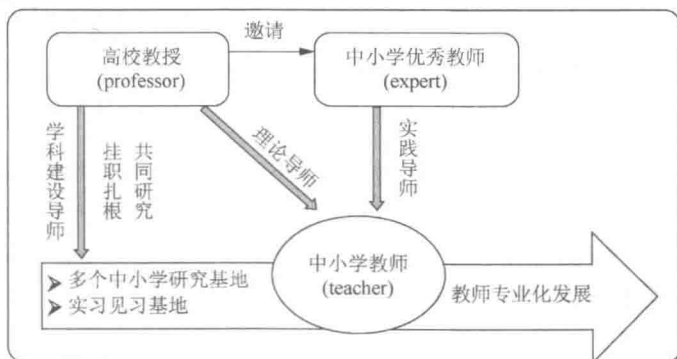 邀请
高校教授
(professor)
中小学优秀教师
(expert)
学科建设导师
挂职扎根
共同研究
理论导师
实践导师
多个中小学研究基地
实习见习基地
中小学教师
(teacher)
教师专业化发展